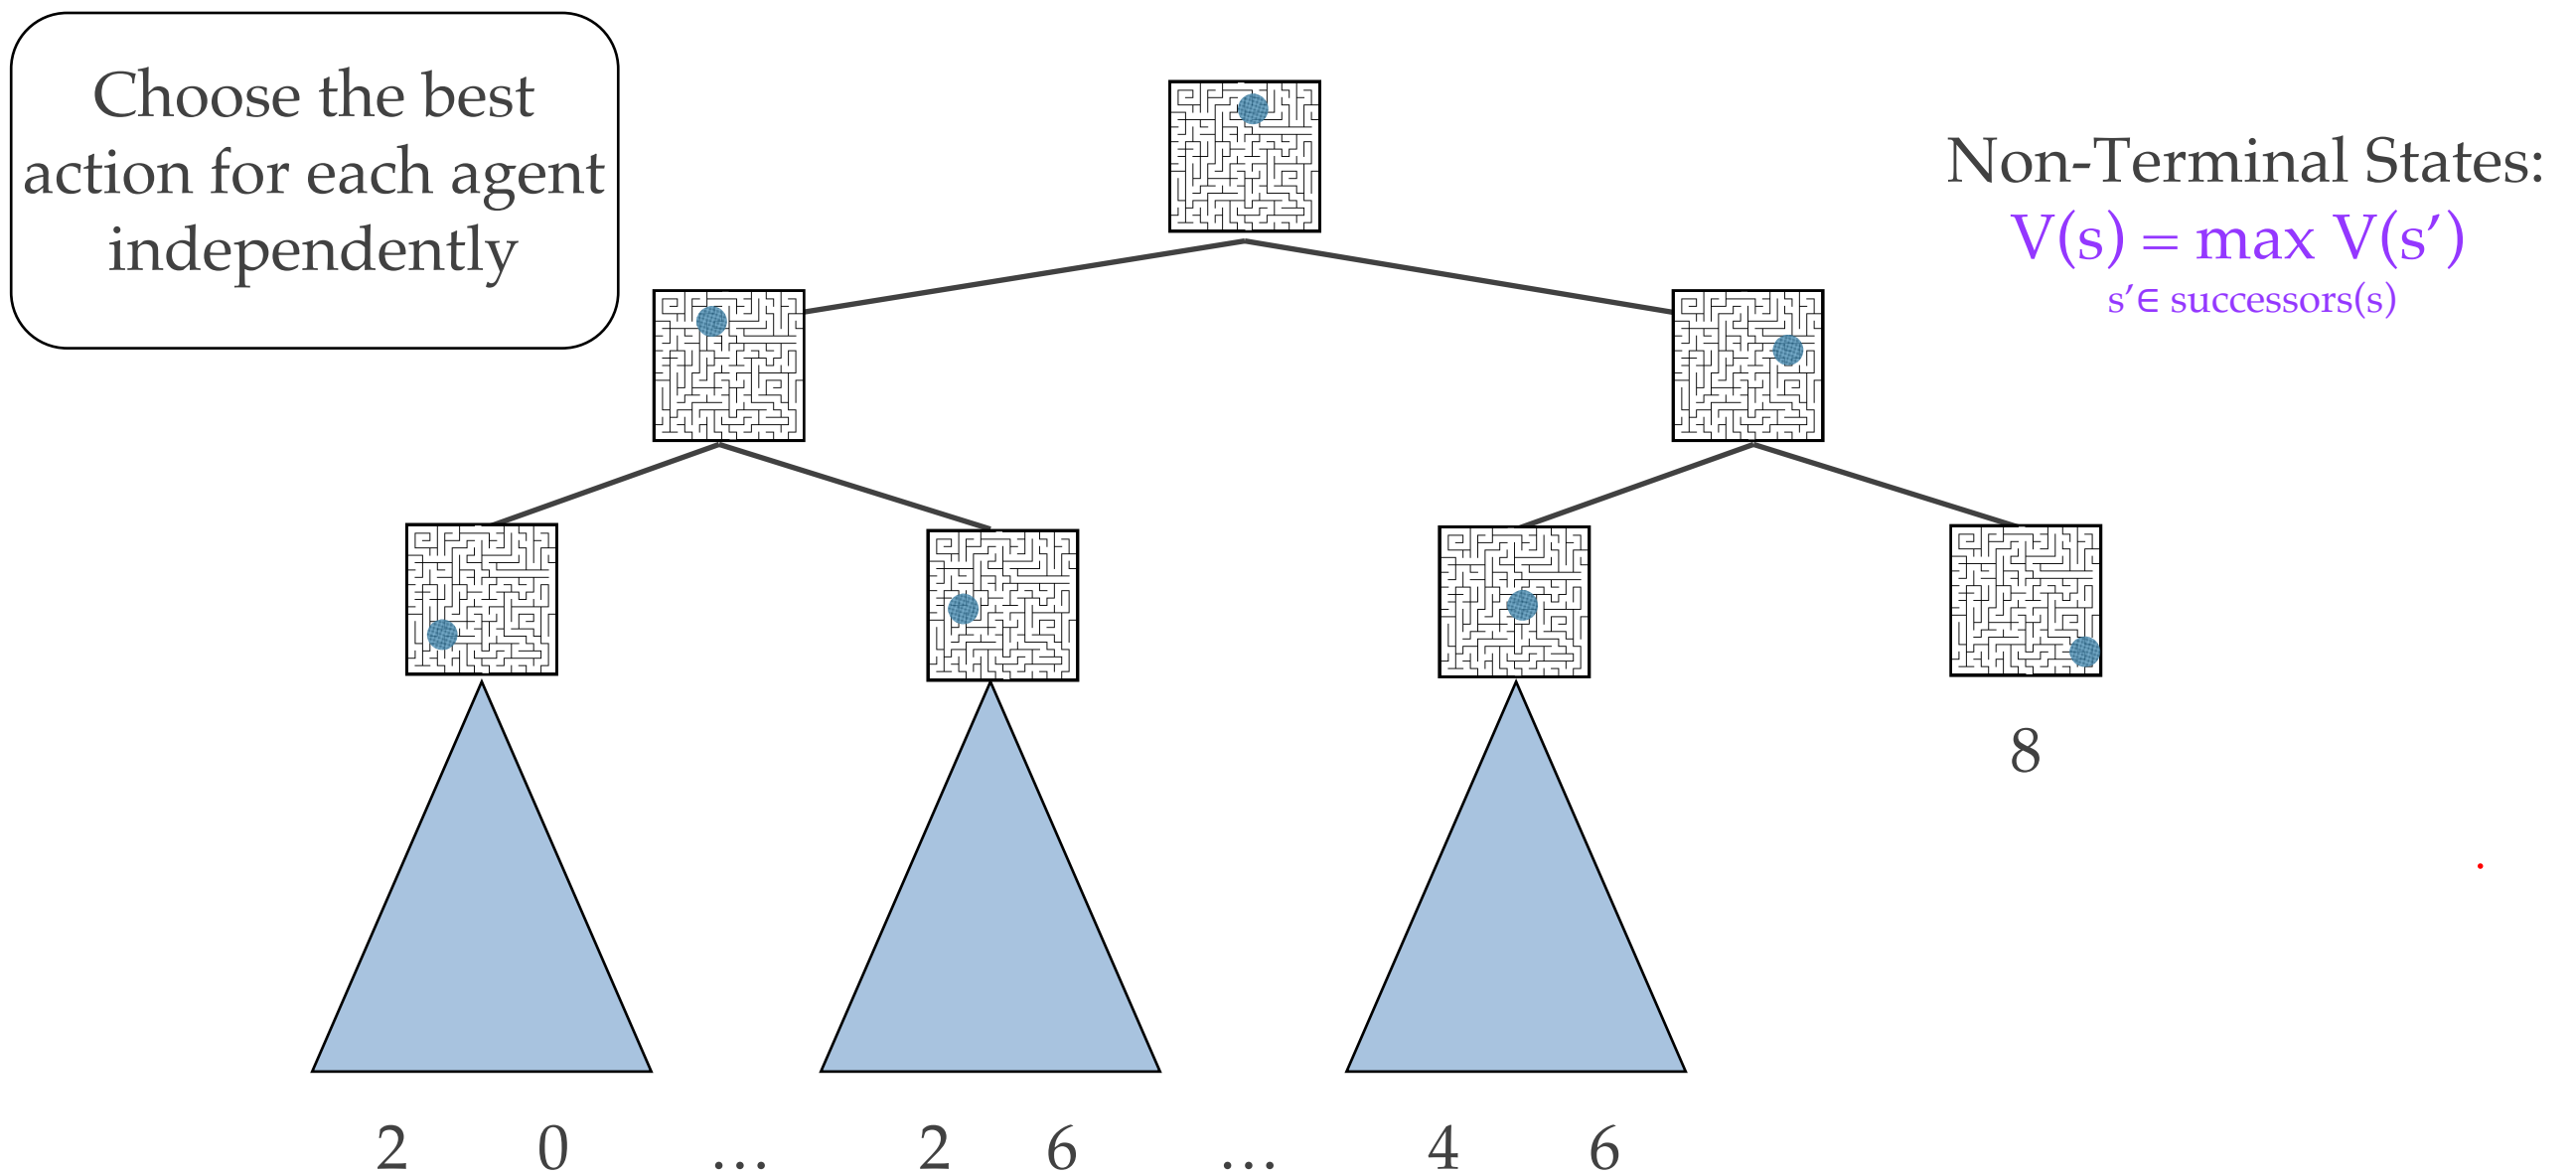 Choose the best
action for each agent
independently
Non-Terminal States:
V(s) = max V(s’)
s’∈ successors(s)
8
2 0 … 2 6 … 4 6